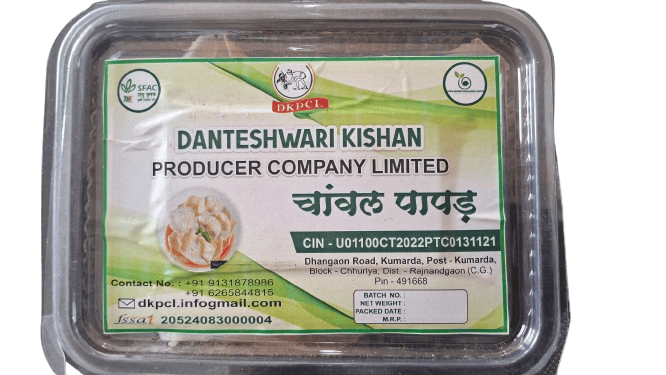 SFAC
DKPCL
DANTESHWARI KISHAN
PRODUCER COMPANY LIMITED
चांवल पापड़
CIN - U01100CT2022PTC0131121
Dhangaon Road, Kumarda, Post - Kumarda,
Block - Chhuriya, Dist. - Rajnandgaon (C.G.)
Pin - 491668
Contact No. : +91 9131878986
+91 6265844815
dkpcl.infogmail.com
fssai 20524083000004
BATCH NO. :
NET WEIGHT :
PACKED DATE :
M.R.P. :